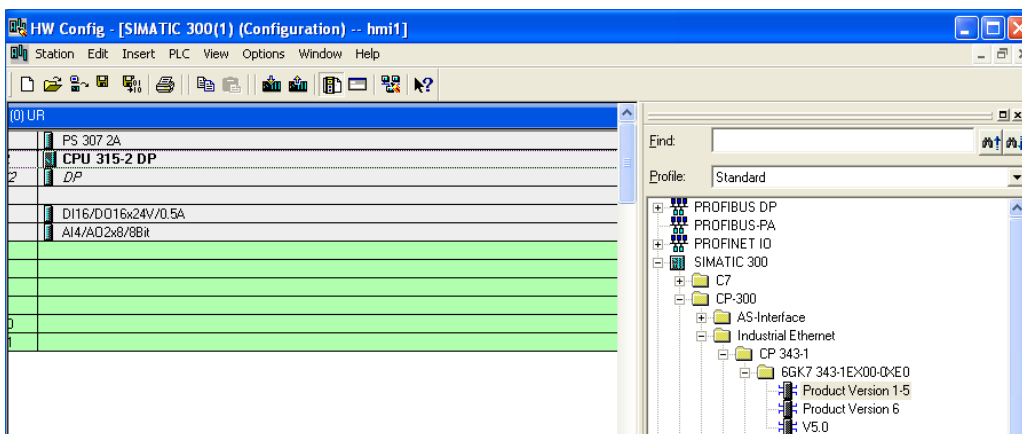 HW Config - [SIMATIC 300(1) (Configuration) -- hmi1]
Station Edit Insert PLC View Options Window Help
(0) UR
PS 307 2A
CPU 315-2 DP
2 DP
DI16/DO16x24V/0.5A
AI4/AO2x8/8Bit
Find:
Profile: Standard
PROFIBUS DP
PROFIBUS-PA
PROFINET IO
SIMATIC 300
C7
CP-300
AS-Interface
Industrial Ethernet
CP 343-1
6GK7 343-1EX00-0XE0
Product Version 1-5
Product Version 6
V5.0